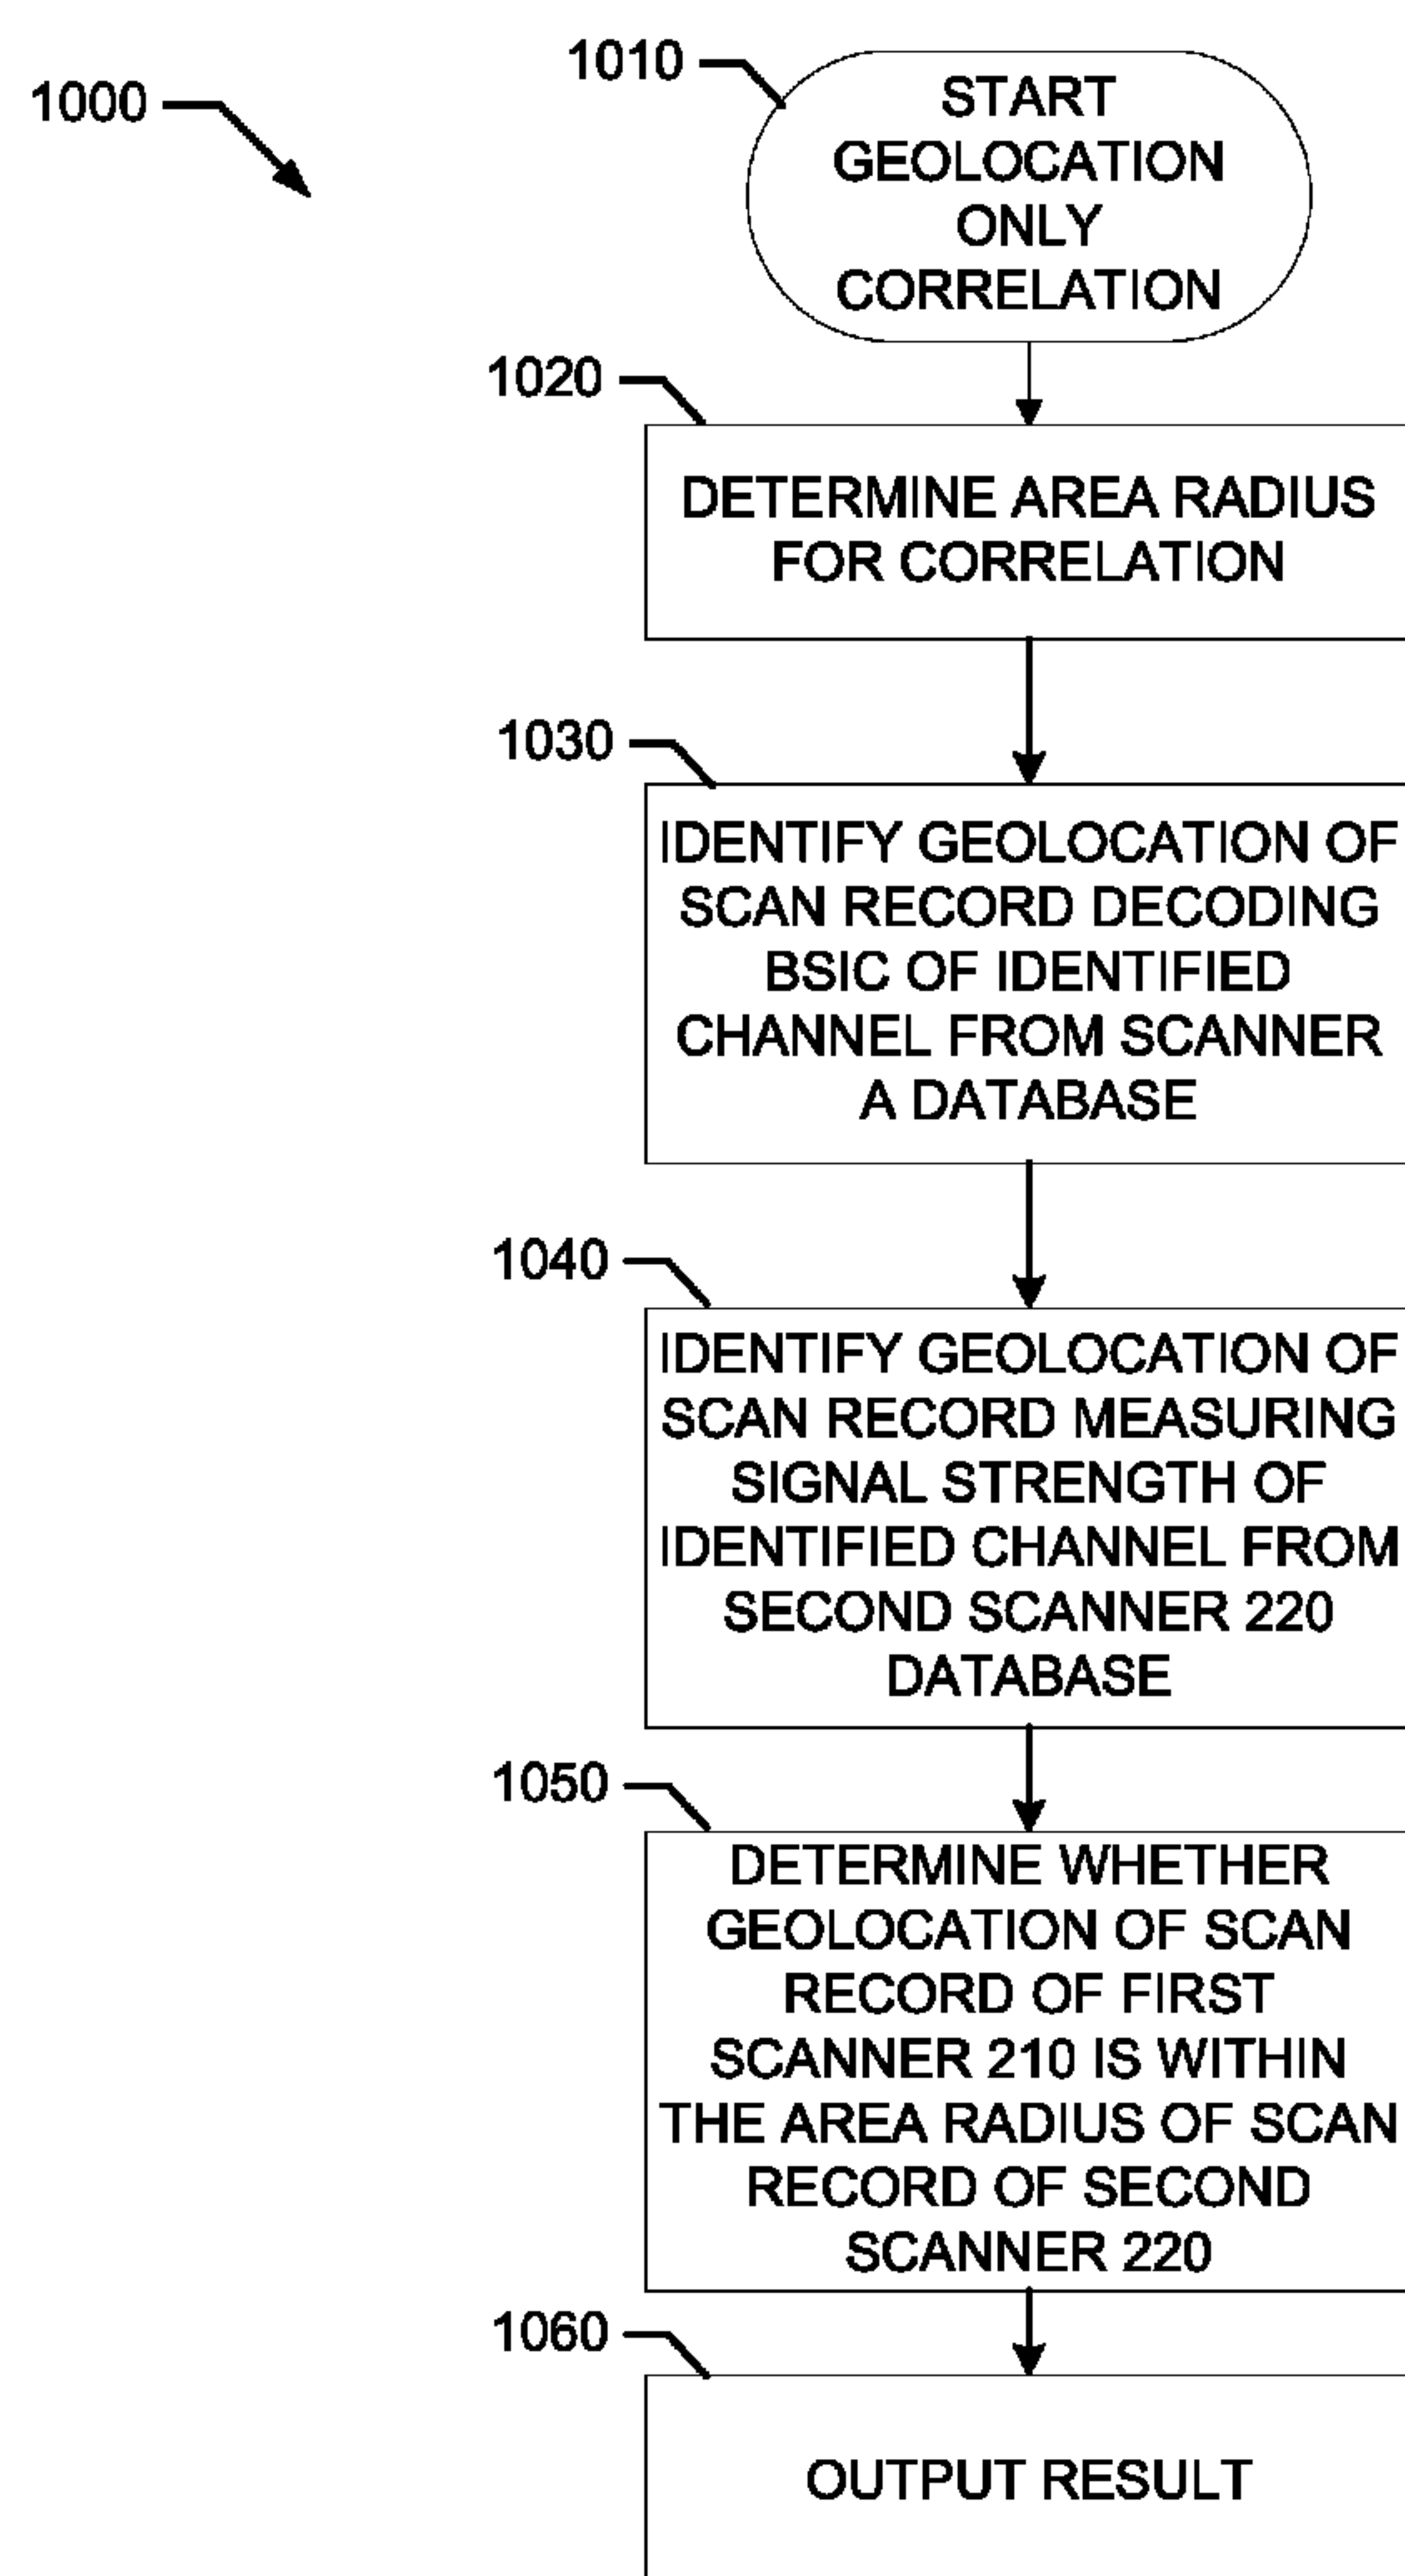 1000
1010
START
GEOLOCATION
ONLY
CORRELATION
1020
DETERMINE AREA RADIUS
FOR CORRELATION
1030
IDENTIFY GEOLOCATION OF
SCAN RECORD DECODING
BSIC OF IDENTIFIED
CHANNEL FROM SCANNER
A DATABASE
1040
IDENTIFY GEOLOCATION OF
SCAN RECORD MEASURING
SIGNAL STRENGTH OF
IDENTIFIED CHANNEL FROM
SECOND SCANNER 220
DATABASE
1050
DETERMINE WHETHER
GEOLOCATION OF SCAN
RECORD OF FIRST
SCANNER 210 IS WITHIN
THE AREA RADIUS OF SCAN
RECORD OF SECOND
SCANNER 220
1060
OUTPUT RESULT